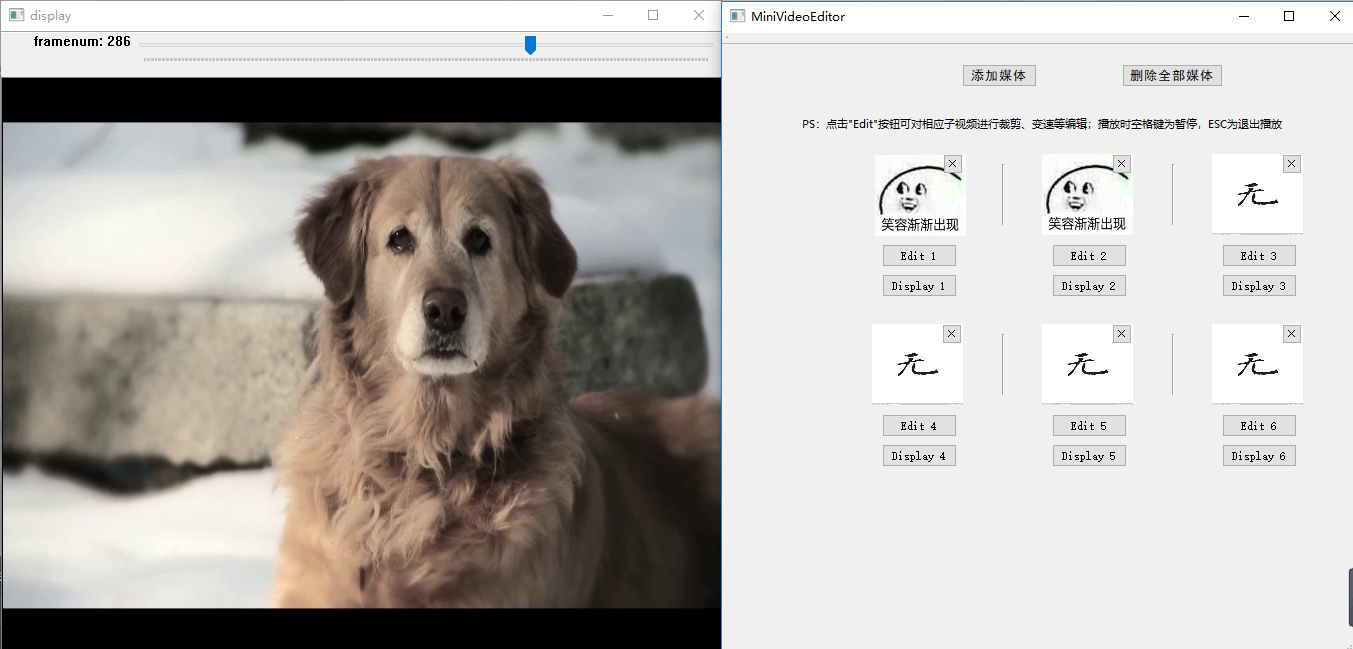 display
framenum: 286
MiniVideoEditor
添加媒体
删除全部媒体
PS：点击"Edit"按钮可对相应子视频进行裁剪、变速等编辑；播放时空格键为暂停，ESC为退出播放
笑容渐渐出现
笑容渐渐出现
无
Edit 1
Edit 2
Edit 3
Display 1
Display 2
Display 3
无
无
无
Edit 4
Edit 5
Edit 6
Display 4
Display 5
Display 6